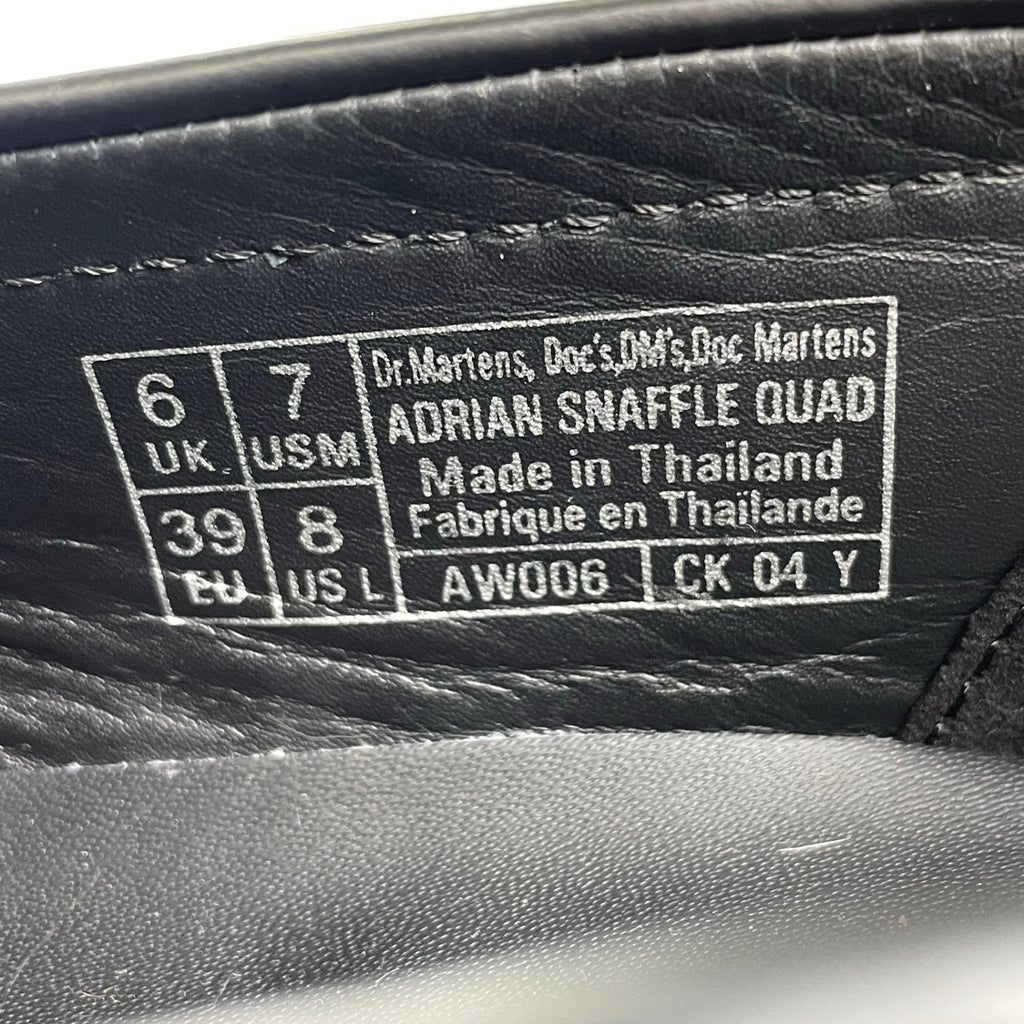 6 UK
7 USM
39 EU
8 US L
Dr.Martens, Doc's,DM's,Doc Martens
ADRIAN SNAFFLE QUAD
Made in Thailand
Fabriqué en Thaïlande
AW006
CK 04 Y